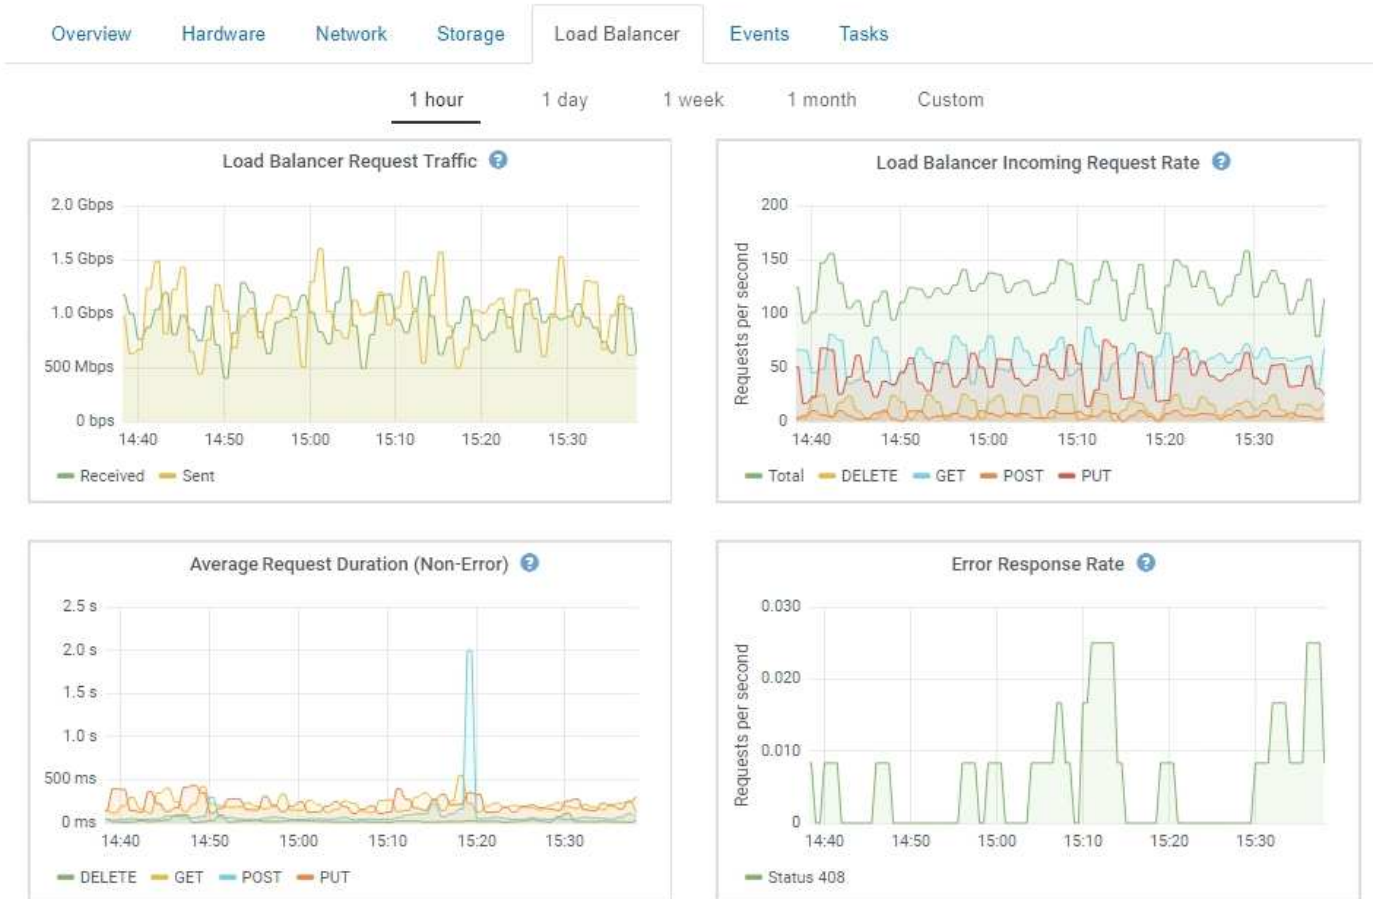 Overview Hardware Network Storage Load Balancer Events Tasks
1 hour 1 day 1 week 1 month Custom
Load Balancer Request Traffic ?
2.0 Gbps
1.5 Gbps
1.0 Gbps
500 Mbps
0 bps
14:40 14:50 15:00 15:10 15:20 15:30
Received Sent
Load Balancer Incoming Request Rate ?
Requests per second
200
150
100
50
0
14:40 14:50 15:00 15:10 15:20 15:30
Total DELETE GET POST PUT
Average Request Duration (Non-Error) ?
2.5 s
2.0 s
1.5 s
1.0 s
500 ms
0 ms
14:40 14:50 15:00 15:10 15:20 15:30
DELETE GET POST PUT
Error Response Rate ?
Requests per second
0.030
0.020
0.010
0
14:40 14:50 15:00 15:10 15:20 15:30
Status 408